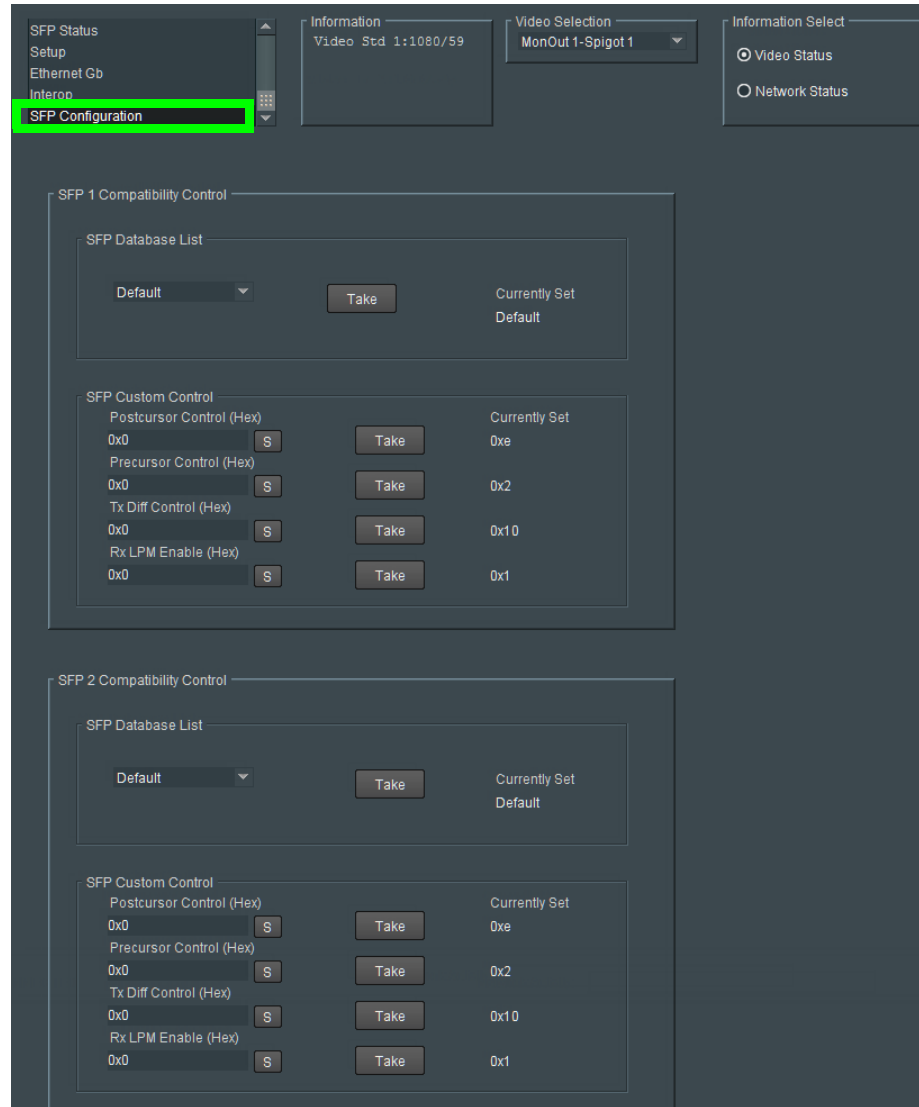 SFP Status
Setup
Ethernet Gb
Interop
SFP Configuration
Information
Video Std 1:1080/59
Video Selection
MonOut 1-Spigot 1
Information Select
Video Status
Network Status
SFP 1 Compatibility Control
SFP Database List
Default
Take
Currently Set
Default
SFP Custom Control
Postcursor Control (Hex)
Currently Set
0x0 S Take 0xe
Precursor Control (Hex)
0x0 S Take 0x2
Tx Diff Control (Hex)
0x0 S Take 0x10
Rx LPM Enable (Hex)
0x0 S Take 0x1
SFP 2 Compatibility Control
SFP Database List
Default
Take
Currently Set
Default
SFP Custom Control
Postcursor Control (Hex)
Currently Set
0x0 S Take 0xe
Precursor Control (Hex)
0x0 S Take 0x2
Tx Diff Control (Hex)
0x0 S Take 0x10
Rx LPM Enable (Hex)
0x0 S Take 0x1